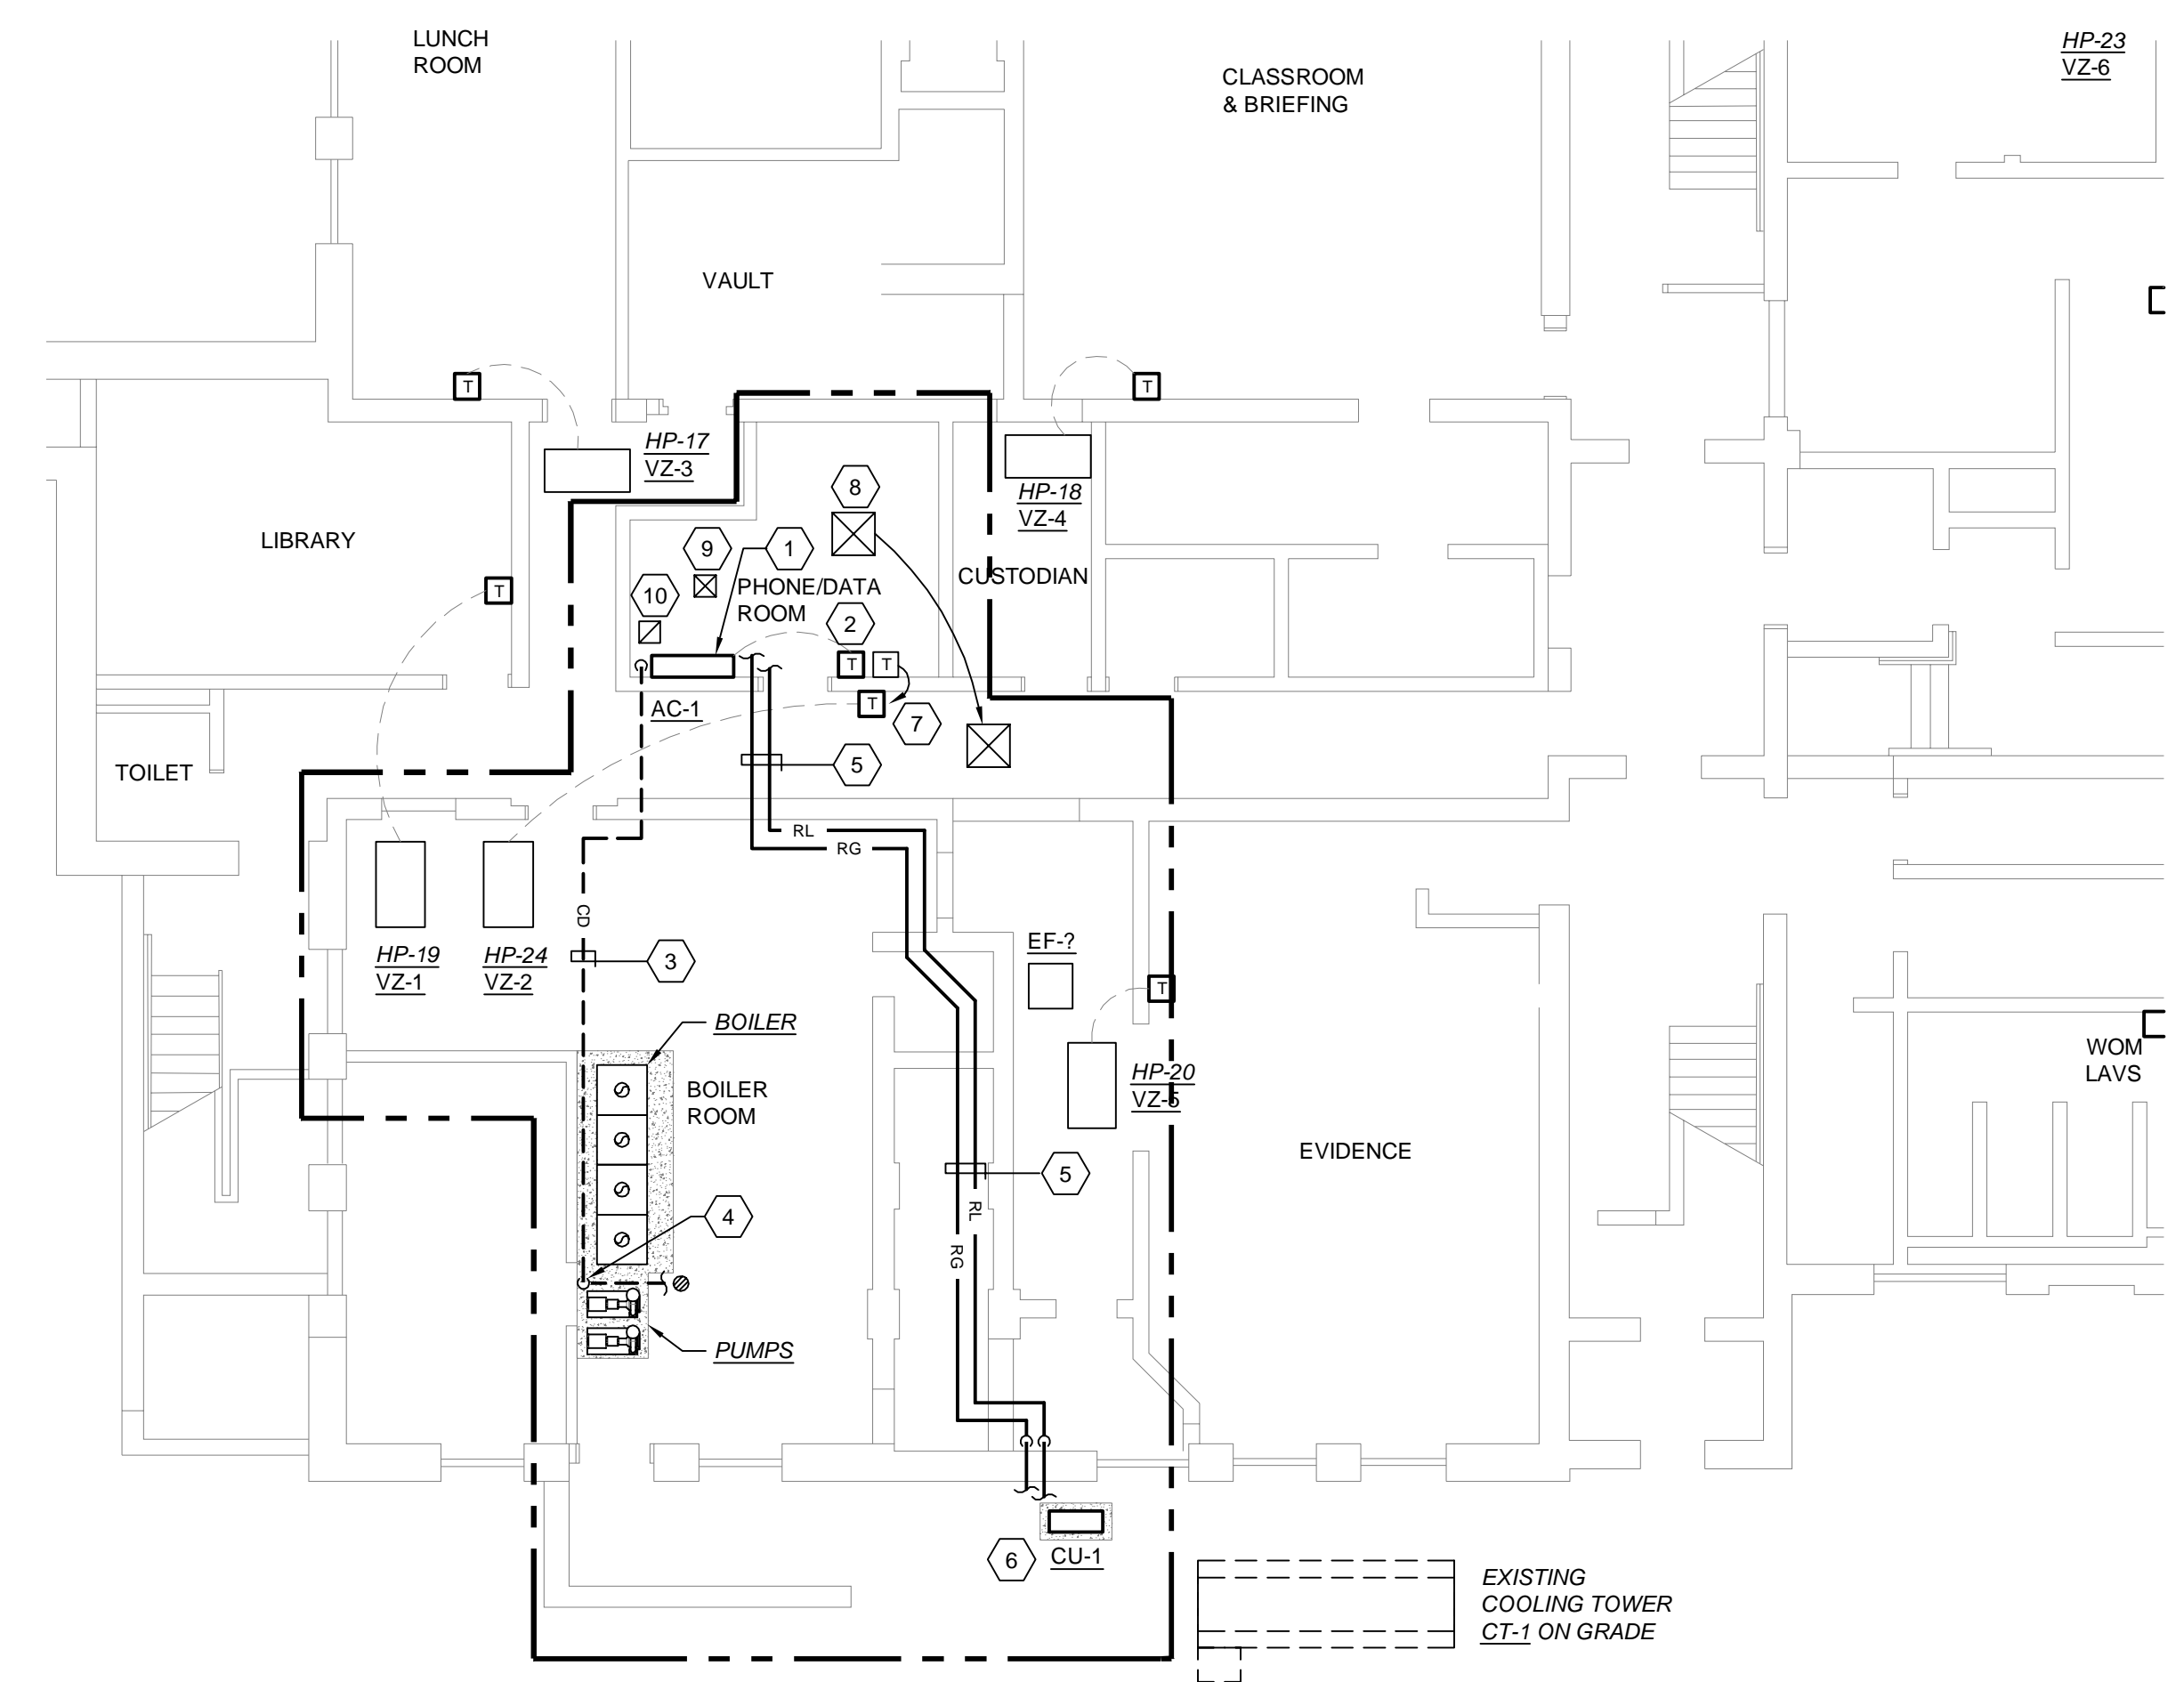 LUNCH
ROOM
CLASSROOM
& BRIEFING
HP-23
VZ-6
VAULT
T
T
HP-17
VZ-3
8
HP-18
VZ-4
LIBRARY
9
1
CUSTODIAN
T
10
PHONE/DATA
ROOM
2
T
T
T
AC-1
7
5
TOILET
RL
RG
CD
HP-19
VZ-1
HP-24
VZ-2
3
EF-?
T
BOILER
BOILER
ROOM
HP-20
VZ-5
WOM
LAVS
EVIDENCE
5
4
RL
RG
PUMPS
6
CU-1
EXISTING
COOLING TOWER
CT-1 ON GRADE